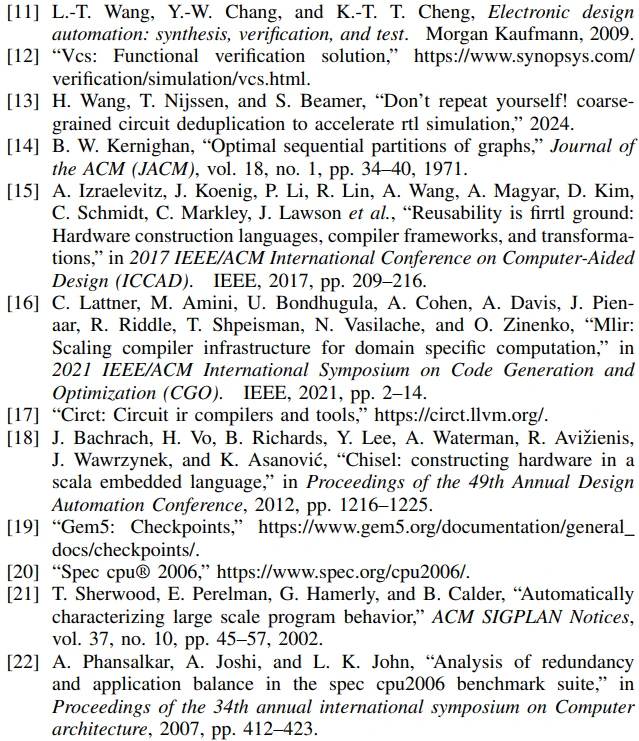 [11] L.-T. Wang, Y.-W. Chang, and K.-T. T. Cheng, Electronic design
automation: synthesis, verification, and test. Morgan Kaufmann, 2009.
[12] “Vcs: Functional verification solution,” https://www.synopsys.com/
verification/simulation/vcs.html.
[13] H. Wang, T. Nijssen, and S. Beamer, “Don’t repeat yourself! coarse-
grained circuit deduplication to accelerate rtl simulation,” 2024.
[14] B. W. Kernighan, “Optimal sequential partitions of graphs,” Journal of
the ACM (JACM), vol. 18, no. 1, pp. 34–40, 1971.
[15] A. Izraelevitz, J. Koenig, P. Li, R. Lin, A. Wang, A. Magyar, D. Kim,
C. Schmidt, C. Markley, J. Lawson et al., “Reusability is firrtl ground:
Hardware construction languages, compiler frameworks, and transforma-
tions,” in 2017 IEEE/ACM International Conference on Computer-Aided
Design (ICCAD). IEEE, 2017, pp. 209–216.
[16] C. Lattner, M. Amini, U. Bondhugula, A. Cohen, A. Davis, J. Pien-
aar, R. Riddle, T. Shpeisman, N. Vasilache, and O. Zinenko, “Mlir:
Scaling compiler infrastructure for domain specific computation,” in
2021 IEEE/ACM International Symposium on Code Generation and
Optimization (CGO). IEEE, 2021, pp. 2–14.
[17] “Circt: Circuit ir compilers and tools,” https://circt.llvm.org/.
[18] J. Bachrach, H. Vo, B. Richards, Y. Lee, A. Waterman, R. Avižienis,
J. Wawrzynek, and K. Asanović, “Chisel: constructing hardware in a
scala embedded language,” in Proceedings of the 49th Annual Design
Automation Conference, 2012, pp. 1216–1225.
[19] “Gem5: Checkpoints,” https://www.gem5.org/documentation/general_
docs/checkpoints/.
[20] “Spec cpu® 2006,” https://www.spec.org/cpu2006/.
[21] T. Sherwood, E. Perelman, G. Hamerly, and B. Calder, “Automatically
characterizing large scale program behavior,” ACM SIGPLAN Notices,
vol. 37, no. 10, pp. 45–57, 2002.
[22] A. Phansalkar, A. Joshi, and L. K. John, “Analysis of redundancy
and application balance in the spec cpu2006 benchmark suite,” in
Proceedings of the 34th annual international symposium on Computer
architecture, 2007, pp. 412–423.